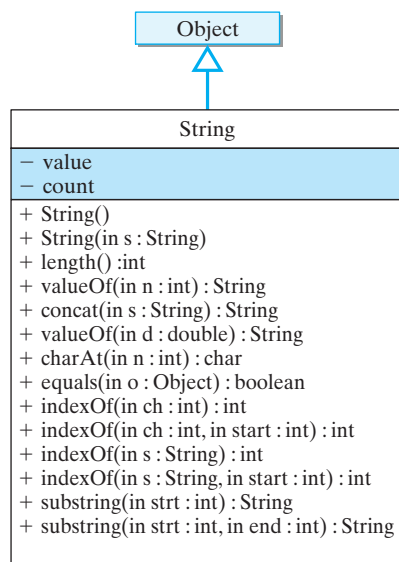 Object
String
− value
− count
+ String()
+ String(in s : String)
+ length() :int
+ valueOf(in n : int) : String
+ concat(in s : String) : String
+ valueOf(in d : double) : String
+ charAt(in n : int) : char
+ equals(in o : Object) : boolean
+ indexOf(in ch : int) : int
+ indexOf(in ch : int, in start : int) : int
+ indexOf(in s : String) : int
+ indexOf(in s : String, in start : int) : int
+ substring(in strt : int) : String
+ substring(in strt : int, in end : int) : String